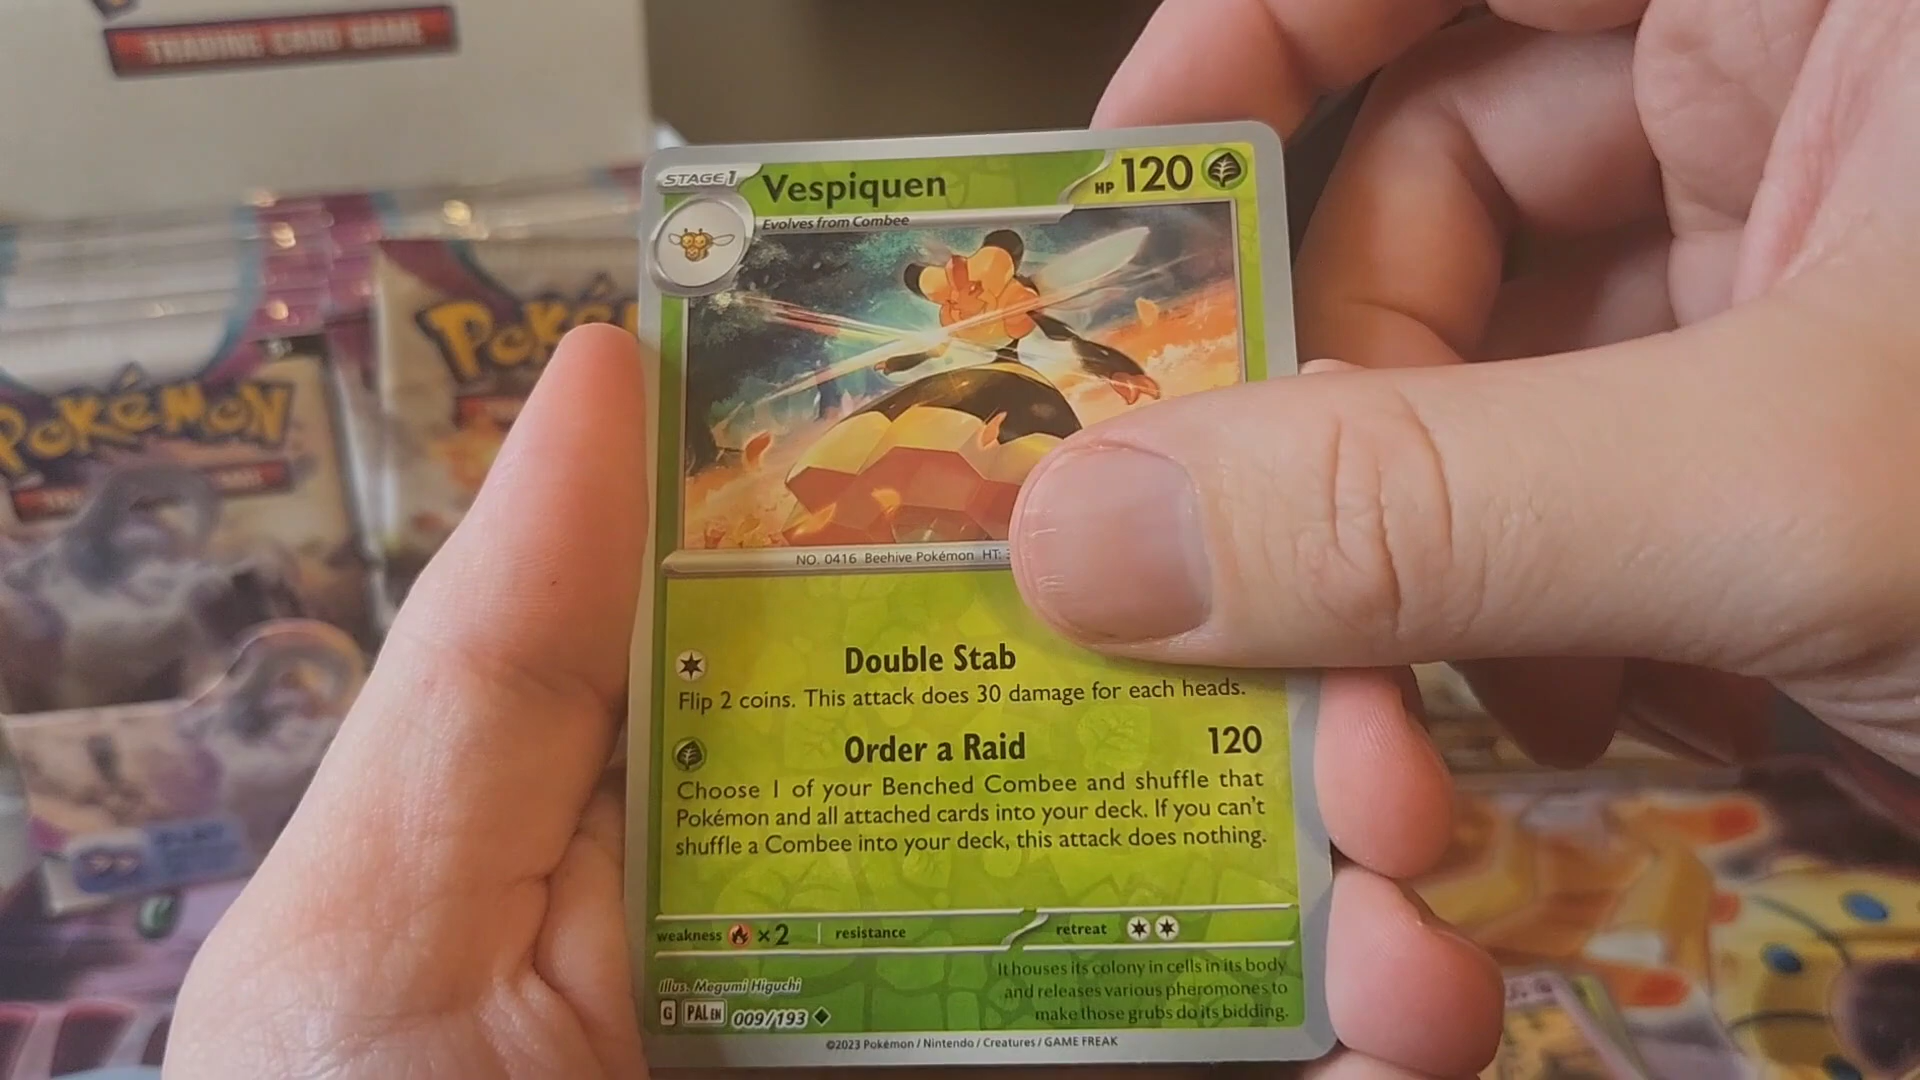 TRADING CARD GAME
STAGE1
Vespiquen
HP 120
Evolves from Combee
Poké
POKÉMON
NO. 0416 Beehive Pokémon HT:
Double Stab
Flip 2 coins. This attack does 30 damage for each heads.
Order a Raid 120
Choose 1 of your Benched Combee and shuffle that
Pokémon and all attached cards into your deck. If you can't
shuffle a Combee into your deck, this attack does nothing.
weakness ×2 resistance retreat
It houses its colony in cells in its body
and releases various pheromones to
make those grubs do its bidding.
Illus. Megumi Higuchi
G PAL EN 009/193
©2023 Pokémon / Nintendo / Creatures / GAME FREAK